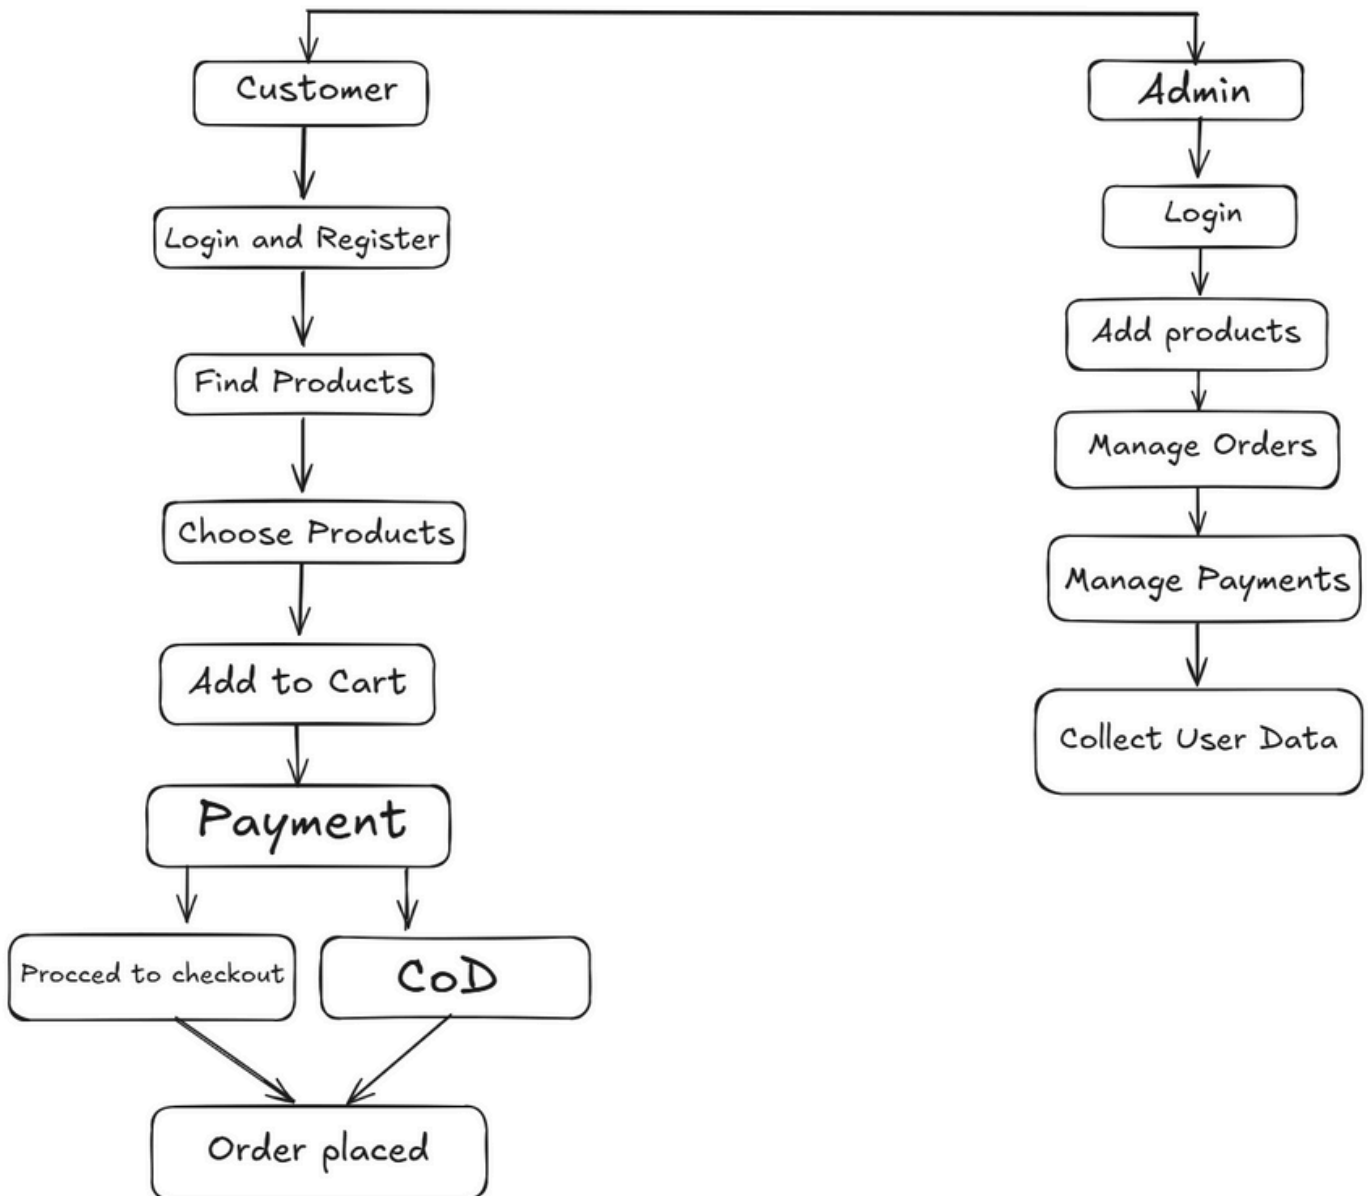 Customer
Login and Register
Find Products
Choose Products
Add to Cart
Payment
Procced to checkout
CoD
Order placed
Admin
Login
Add products
Manage Orders
Manage Payments
Collect User Data